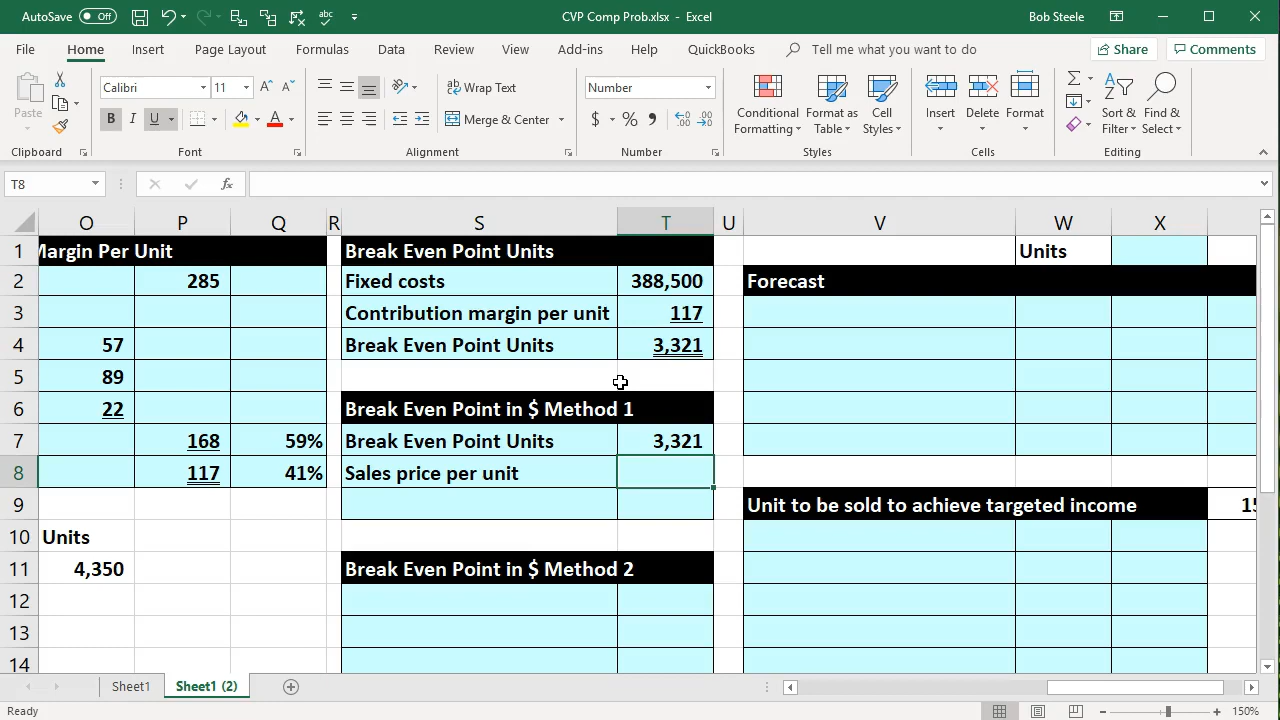 AutoSave Off
CVP Comp Prob.xlsx - Excel
Bob Steele
File Home Insert Page Layout Formulas Data Review View Add-ins Help QuickBooks Tell me what you want to do Share Comments
Paste
Clipboard
Calibri 11
B I U
Font
Wrap Text
Merge & Center
Alignment
Number
$ % ,
Number
Conditional Formatting
Format as Table
Cell Styles
Styles
Insert Delete Format
Cells
Sort & Filter
Find & Select
Editing
T8
fx
O P Q R S T U V W X
1 Margin Per Unit Break Even Point Units Units
2 285 Fixed costs 388,500 Forecast
3 Contribution margin per unit 117
4 57 Break Even Point Units 3,321
5 89
6 22 Break Even Point in $ Method 1
7 168 59% Break Even Point Units 3,321
8 117 41% Sales price per unit
9 Unit to be sold to achieve targeted income 15
10 Units
11 4,350 Break Even Point in $ Method 2
12
13
14
Sheet1 Sheet1 (2)
Ready
150%